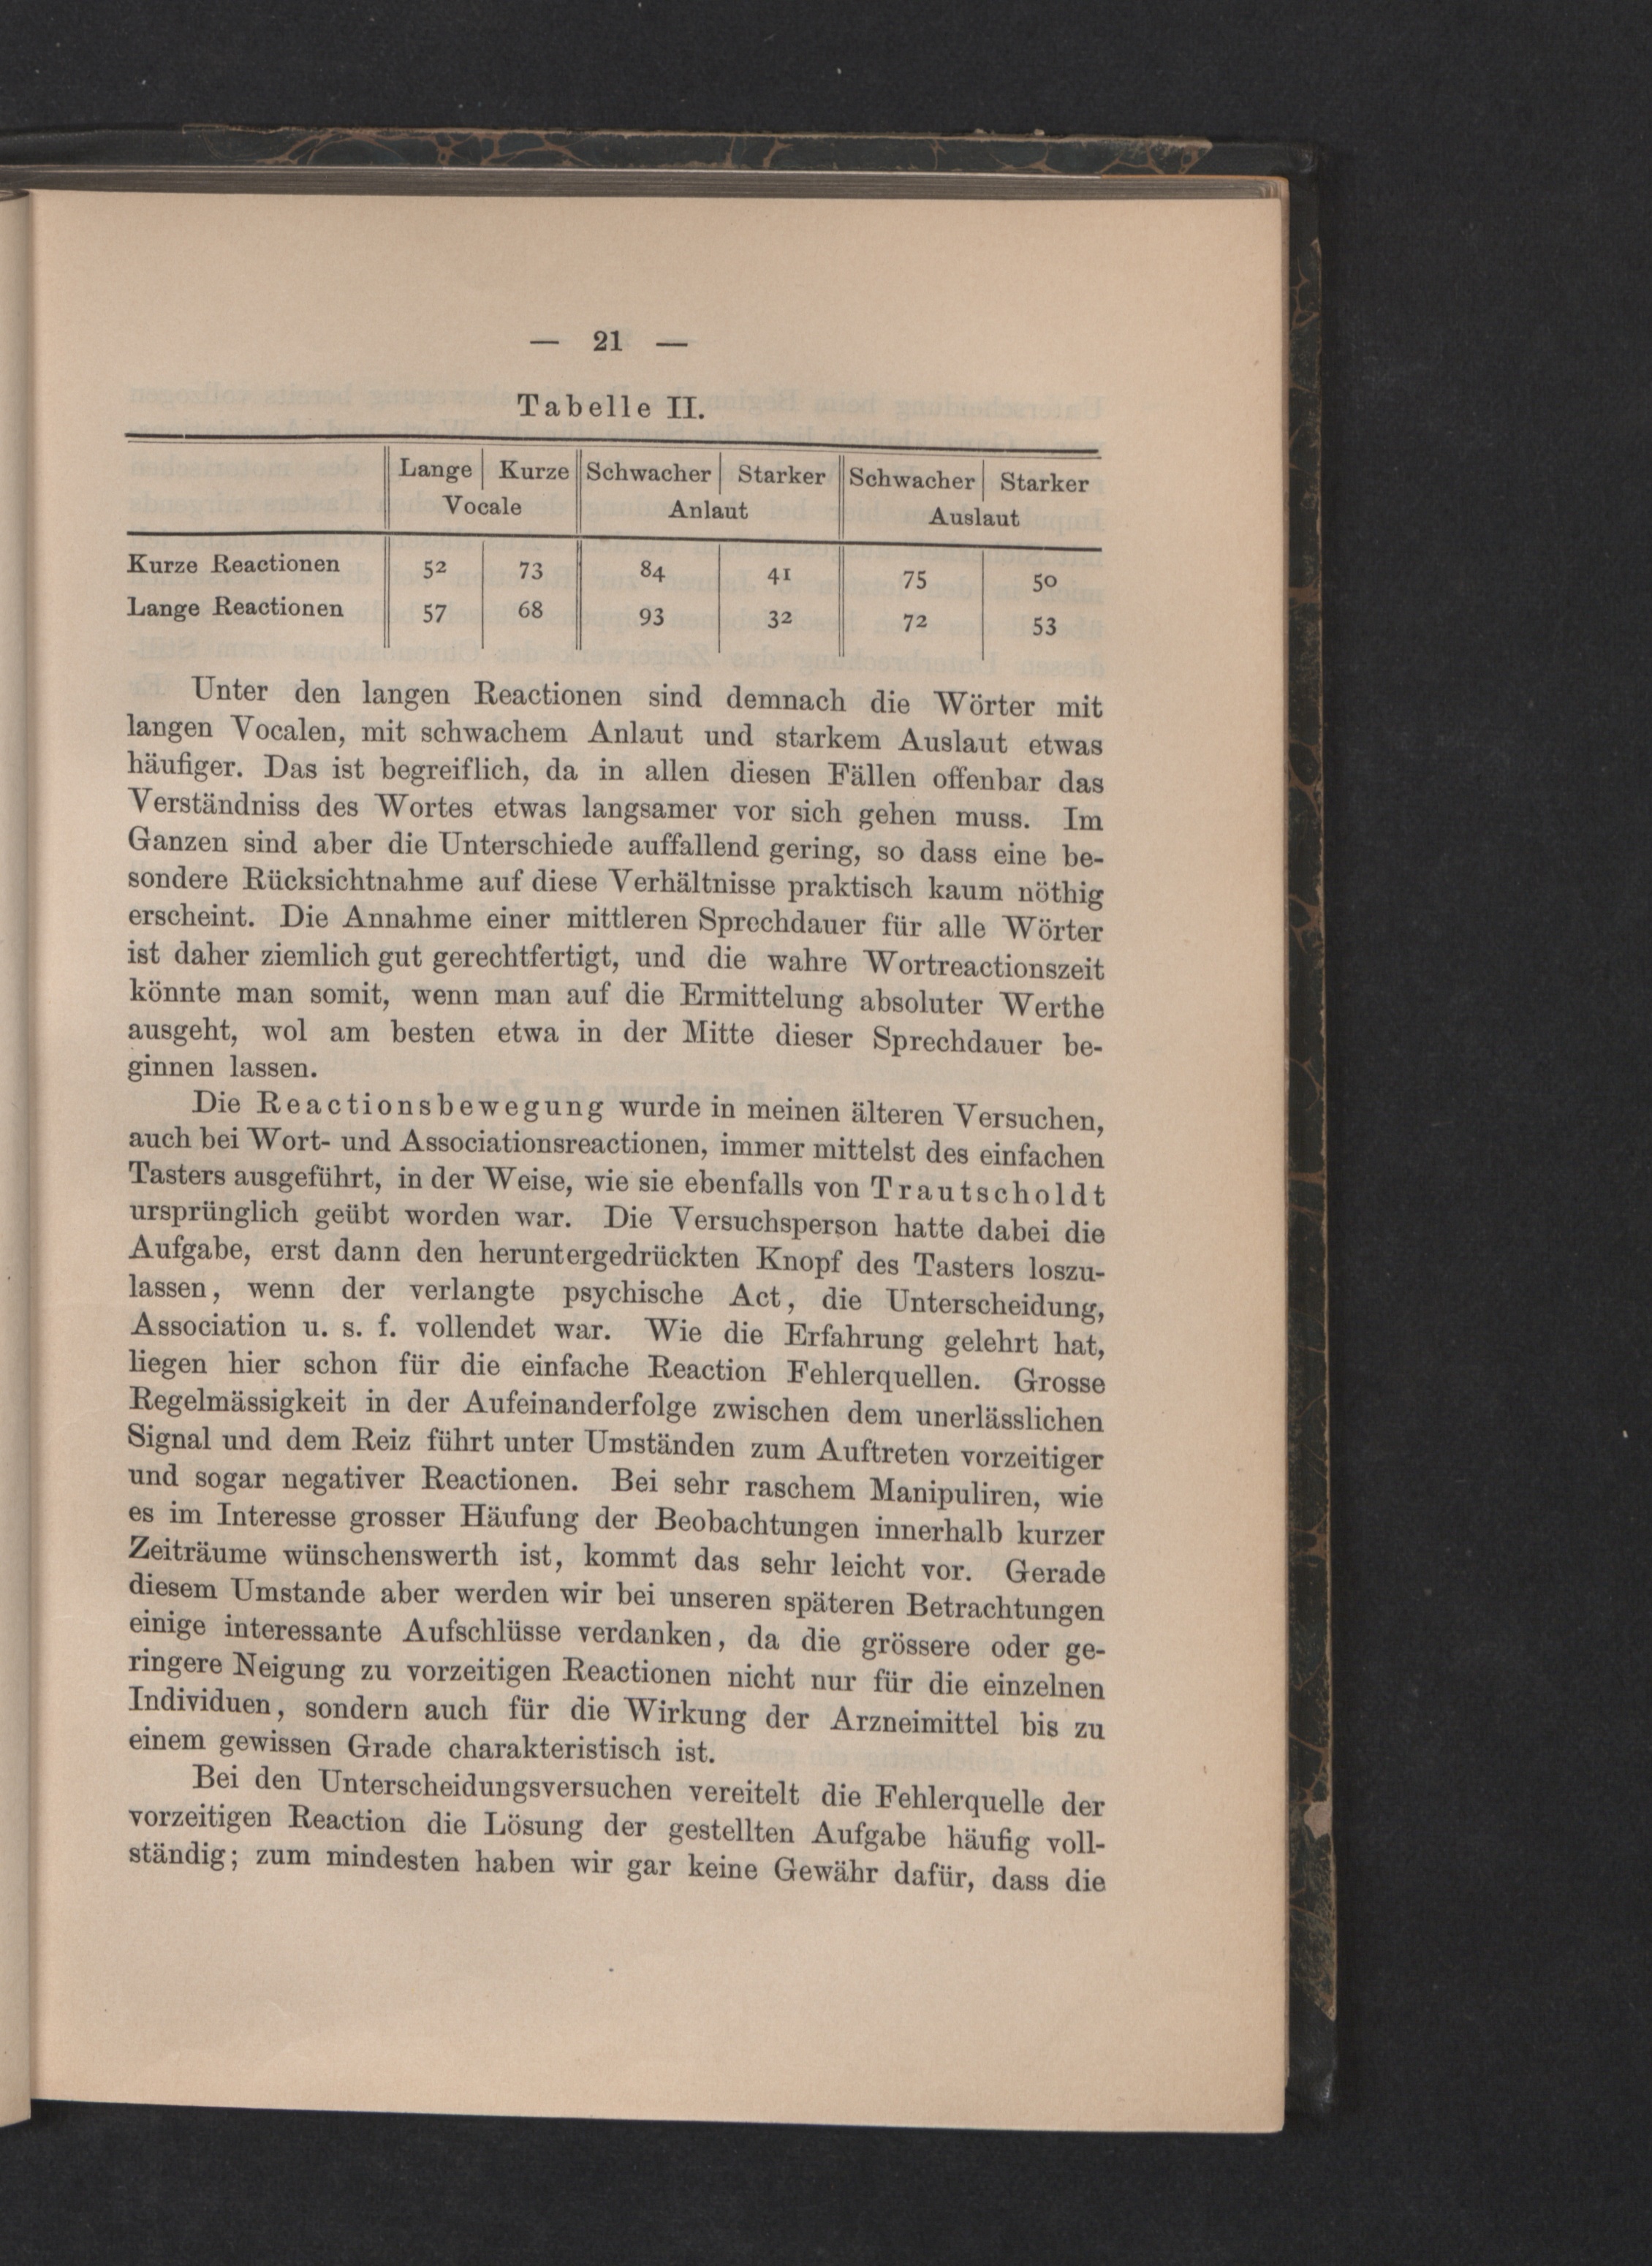 — 21 —
Tabelle II.
Lange Kurze Schwacher Starker Schwacher Starker
Vocale Anlaut Auslaut
Kurze Reactionen 52 73 84 41 75 50
Lange Reactionen 57 68 93 32 72 53
Unter den langen Reactionen sind demnach die Wörter mit
langen Vocalen, mit schwachem Anlaut und starkem Auslaut etwas
häufiger. Das ist begreiflich, da in allen diesen Fällen offenbar das
Verständniss des Wortes etwas langsamer vor sich gehen muss. Im
Ganzen sind aber die Unterschiede auffallend gering, so dass eine be-
sondere Rücksichtnahme auf diese Verhältnisse praktisch kaum nöthig
erscheint. Die Annahme einer mittleren Sprechdauer für alle Wörter
ist daher ziemlich gut gerechtfertigt, und die wahre Wortreactionszeit
könnte man somit, wenn man auf die Ermittelung absoluter Werthe
ausgeht, wol am besten etwa in der Mitte dieser Sprechdauer be-
ginnen lassen.
Die Reactionsbewegung wurde in meinen älteren Versuchen,
auch bei Wort- und Associationsreactionen, immer mittelst des einfachen
Tasters ausgeführt, in der Weise, wie sie ebenfalls von Trautscholdt
ursprünglich geübt worden war. Die Versuchsperson hatte dabei die
Aufgabe, erst dann den heruntergedrückten Knopf des Tasters loszu-
lassen, wenn der verlangte psychische Act, die Unterscheidung,
Association u. s. f. vollendet war. Wie die Erfahrung gelehrt hat,
liegen hier schon für die einfache Reaction Fehlerquellen. Grosse
Regelmässigkeit in der Aufeinanderfolge zwischen dem unerlässlichen
Signal und dem Reiz führt unter Umständen zum Auftreten vorzeitiger
und sogar negativer Reactionen. Bei sehr raschem Manipuliren, wie
es im Interesse grosser Häufung der Beobachtungen innerhalb kurzer
Zeiträume wünschenswerth ist, kommt das sehr leicht vor. Gerade
diesem Umstande aber werden wir bei unseren späteren Betrachtungen
einige interessante Aufschlüsse verdanken, da die grössere oder ge-
ringere Neigung zu vorzeitigen Reactionen nicht nur für die einzelnen
Individuen, sondern auch für die Wirkung der Arzneimittel bis zu
einem gewissen Grade charakteristisch ist.
Bei den Unterscheidungsversuchen vereitelt die Fehlerquelle der
vorzeitigen Reaction die Lösung der gestellten Aufgabe häufig voll-
ständig; zum mindesten haben wir gar keine Gewähr dafür, dass die